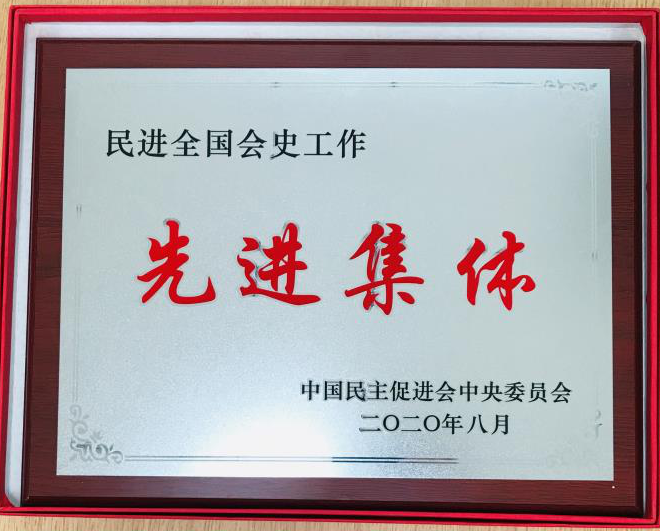 民进全国会史工作
先进集体
中国民主促进会中央委员会
二〇二〇年八月